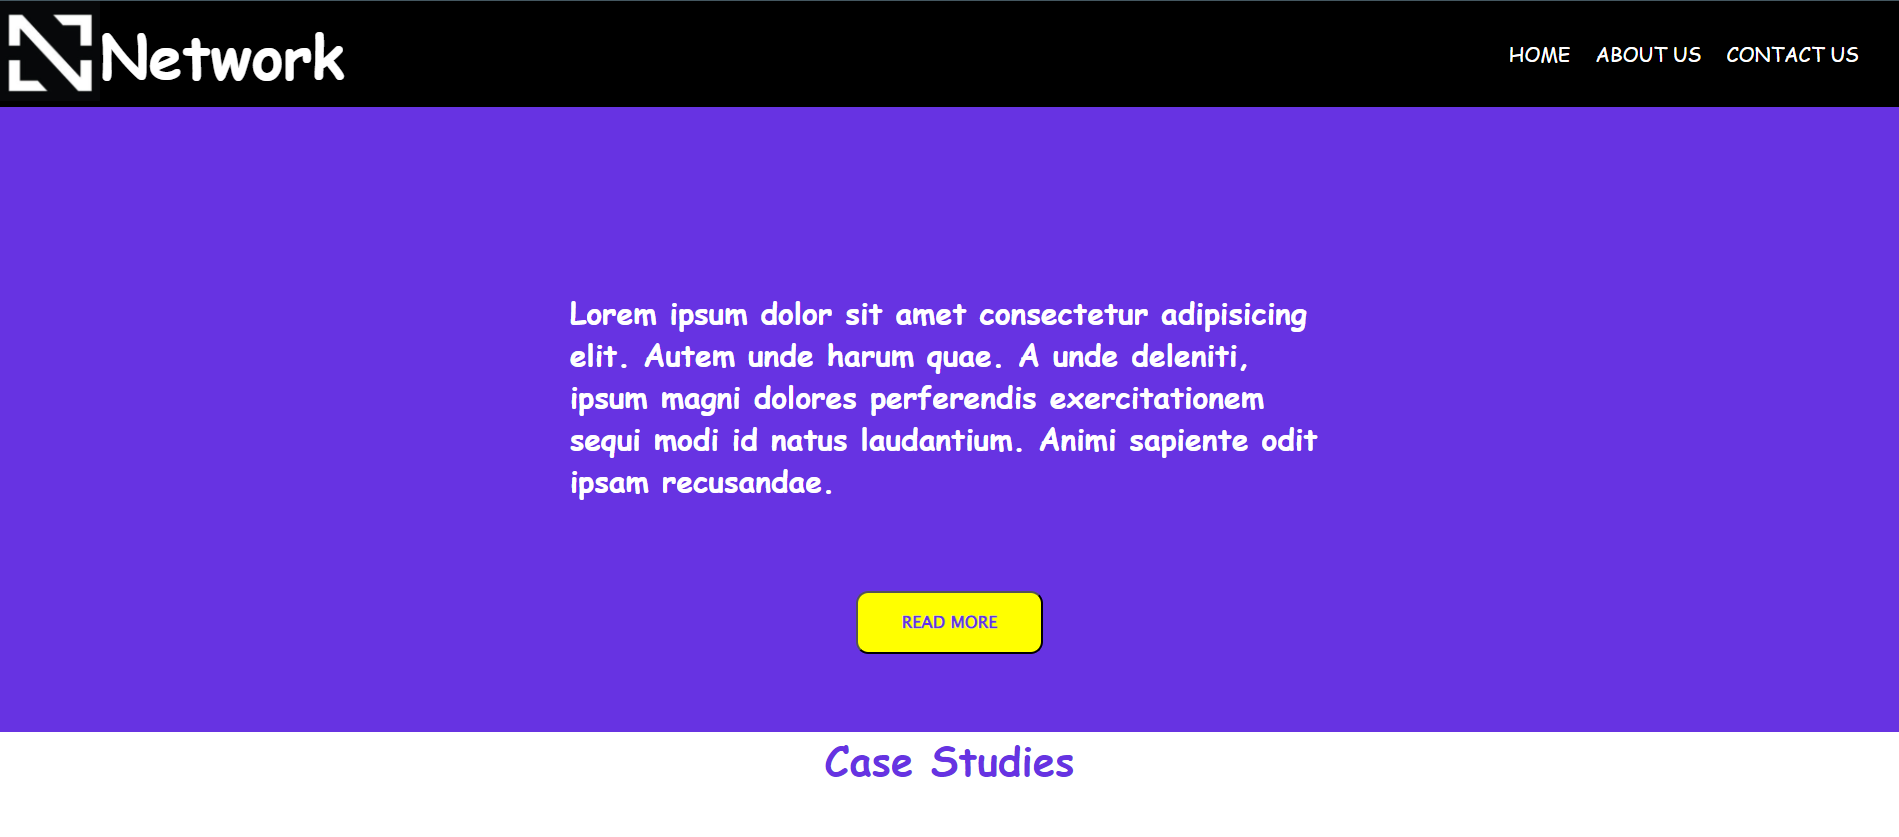 Network
HOME ABOUT US CONTACT US
Lorem ipsum dolor sit amet consectetur adipisicing
elit. Autem unde harum quae. A unde deleniti,
ipsum magni dolores perferendis exercitationem
sequi modi id natus laudantium. Animi sapiente odit
ipsam recusandae.
READ MORE
Case Studies